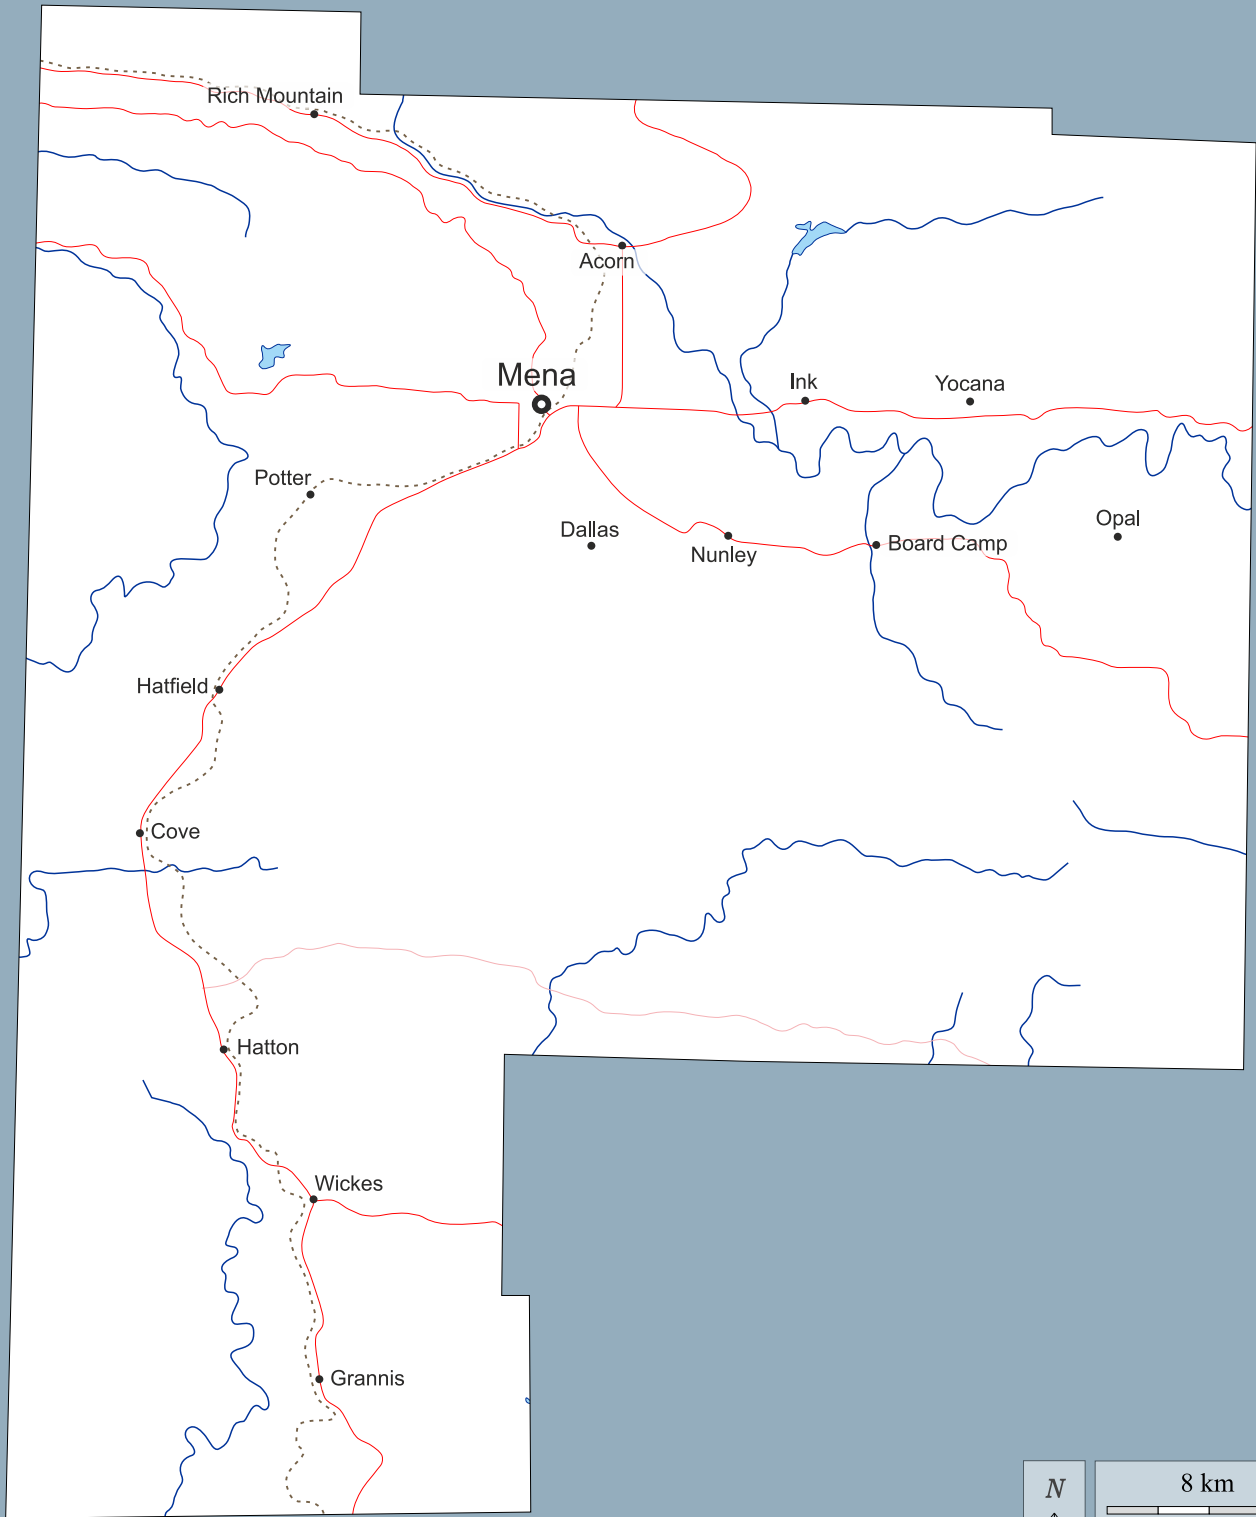 Rich Mountain
Acorn
Mena
Ink
Yocana
Potter
Dallas
Nunley
Board Camp
Opal
Hatfield
Cove
Hatton
Wickes
Grannis
N
8 km